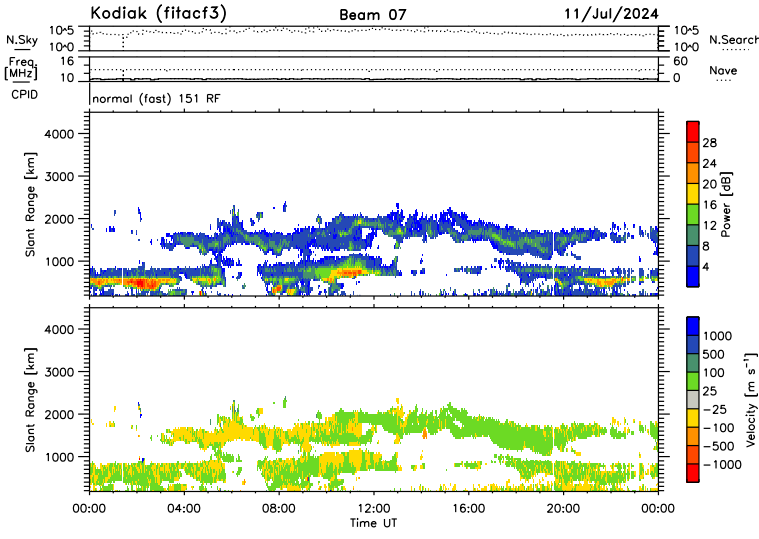 Kodiak (fitacf3) Beam 07 11/Jul/2024
N.Sky 10^5 10^0 10^5 10^0 N.Search
Freq. [MHz] 16 10 60 0 Nave
CPID normal (fast) 151 RF
Slant Range [km] 4000 3000 2000 1000
28 24 20 16 12 8 4 Power [dB]
Slant Range [km] 4000 3000 2000 1000
1000 500 100 25 −25 −100 −500 −1000 Velocity [m s⁻¹]
00:00 04:00 08:00 12:00 16:00 20:00 00:00
Time UT